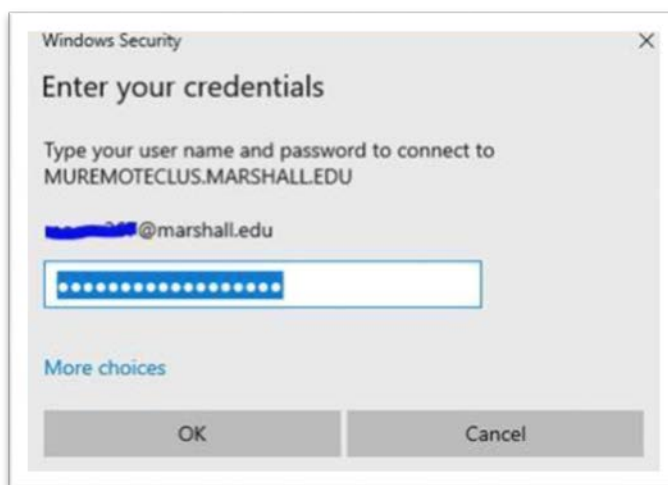 Windows Security
Enter your credentials
Type your user name and password to connect to
MUREMOTECLUS.MARSHALL.EDU
@marshall.edu
••••••••••••••••••
More choices
OK Cancel